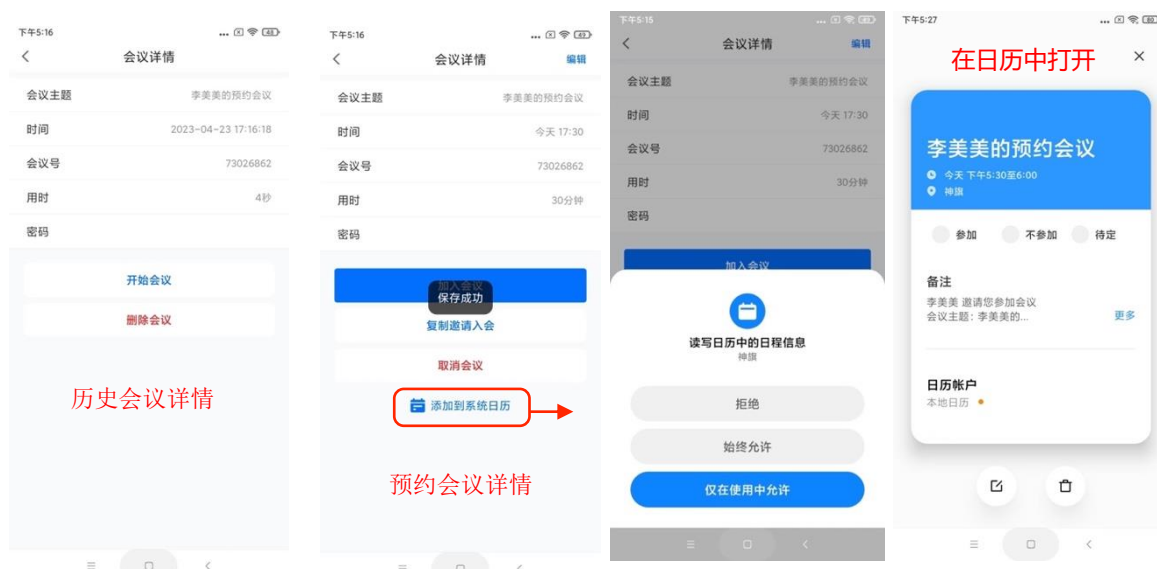 下午5:16
会议详情
会议主题 李美美的预约会议
时间 2023-04-23 17:16:18
会议号 73026862
用时 4秒
密码
开始会议
删除会议
历史会议详情
下午5:16
会议详情 编辑
会议主题 李美美的预约会议
时间 今天 17:30
会议号 73026862
用时 30分钟
密码
加入会议
保存成功
复制邀请入会
取消会议
添加到系统日历
预约会议详情
下午5:15
会议详情 编辑
会议主题 李美美的预约会议
时间 今天 17:30
会议号 73026862
用时 30分钟
密码
加入会议
读写日历中的日程信息
神旗
拒绝
始终允许
仅在使用中允许
下午5:27
在日历中打开
李美美的预约会议
今天 下午5:30至6:00
神旗
参加 不参加 待定
备注
李美美 邀请您参加会议
会议主题: 李美美的... 更多
日历帐户
本地日历